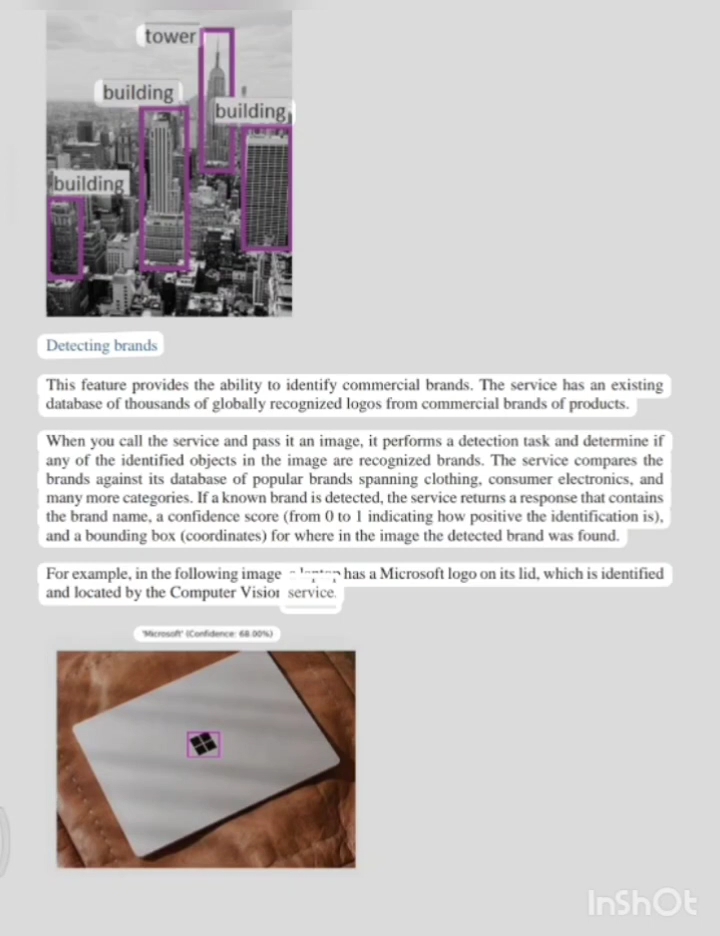 tower
building
building
building
Detecting brands
This feature provides the ability to identify commercial brands. The service has an existing
database of thousands of globally recognized logos from commercial brands of products.
When you call the service and pass it an image, it performs a detection task and determine if
any of the identified objects in the image are recognized brands. The service compares the
brands against its database of popular brands spanning clothing, consumer electronics, and
many more categories. If a known brand is detected, the service returns a response that contains
the brand name, a confidence score (from 0 to 1 indicating how positive the identification is),
and a bounding box (coordinates) for where in the image the detected brand was found.
For example, in the following image has a Microsoft logo on its lid, which is identified
and located by the Computer Vision service.
'Microsoft' (Confidence: 68.00%)
InShOt